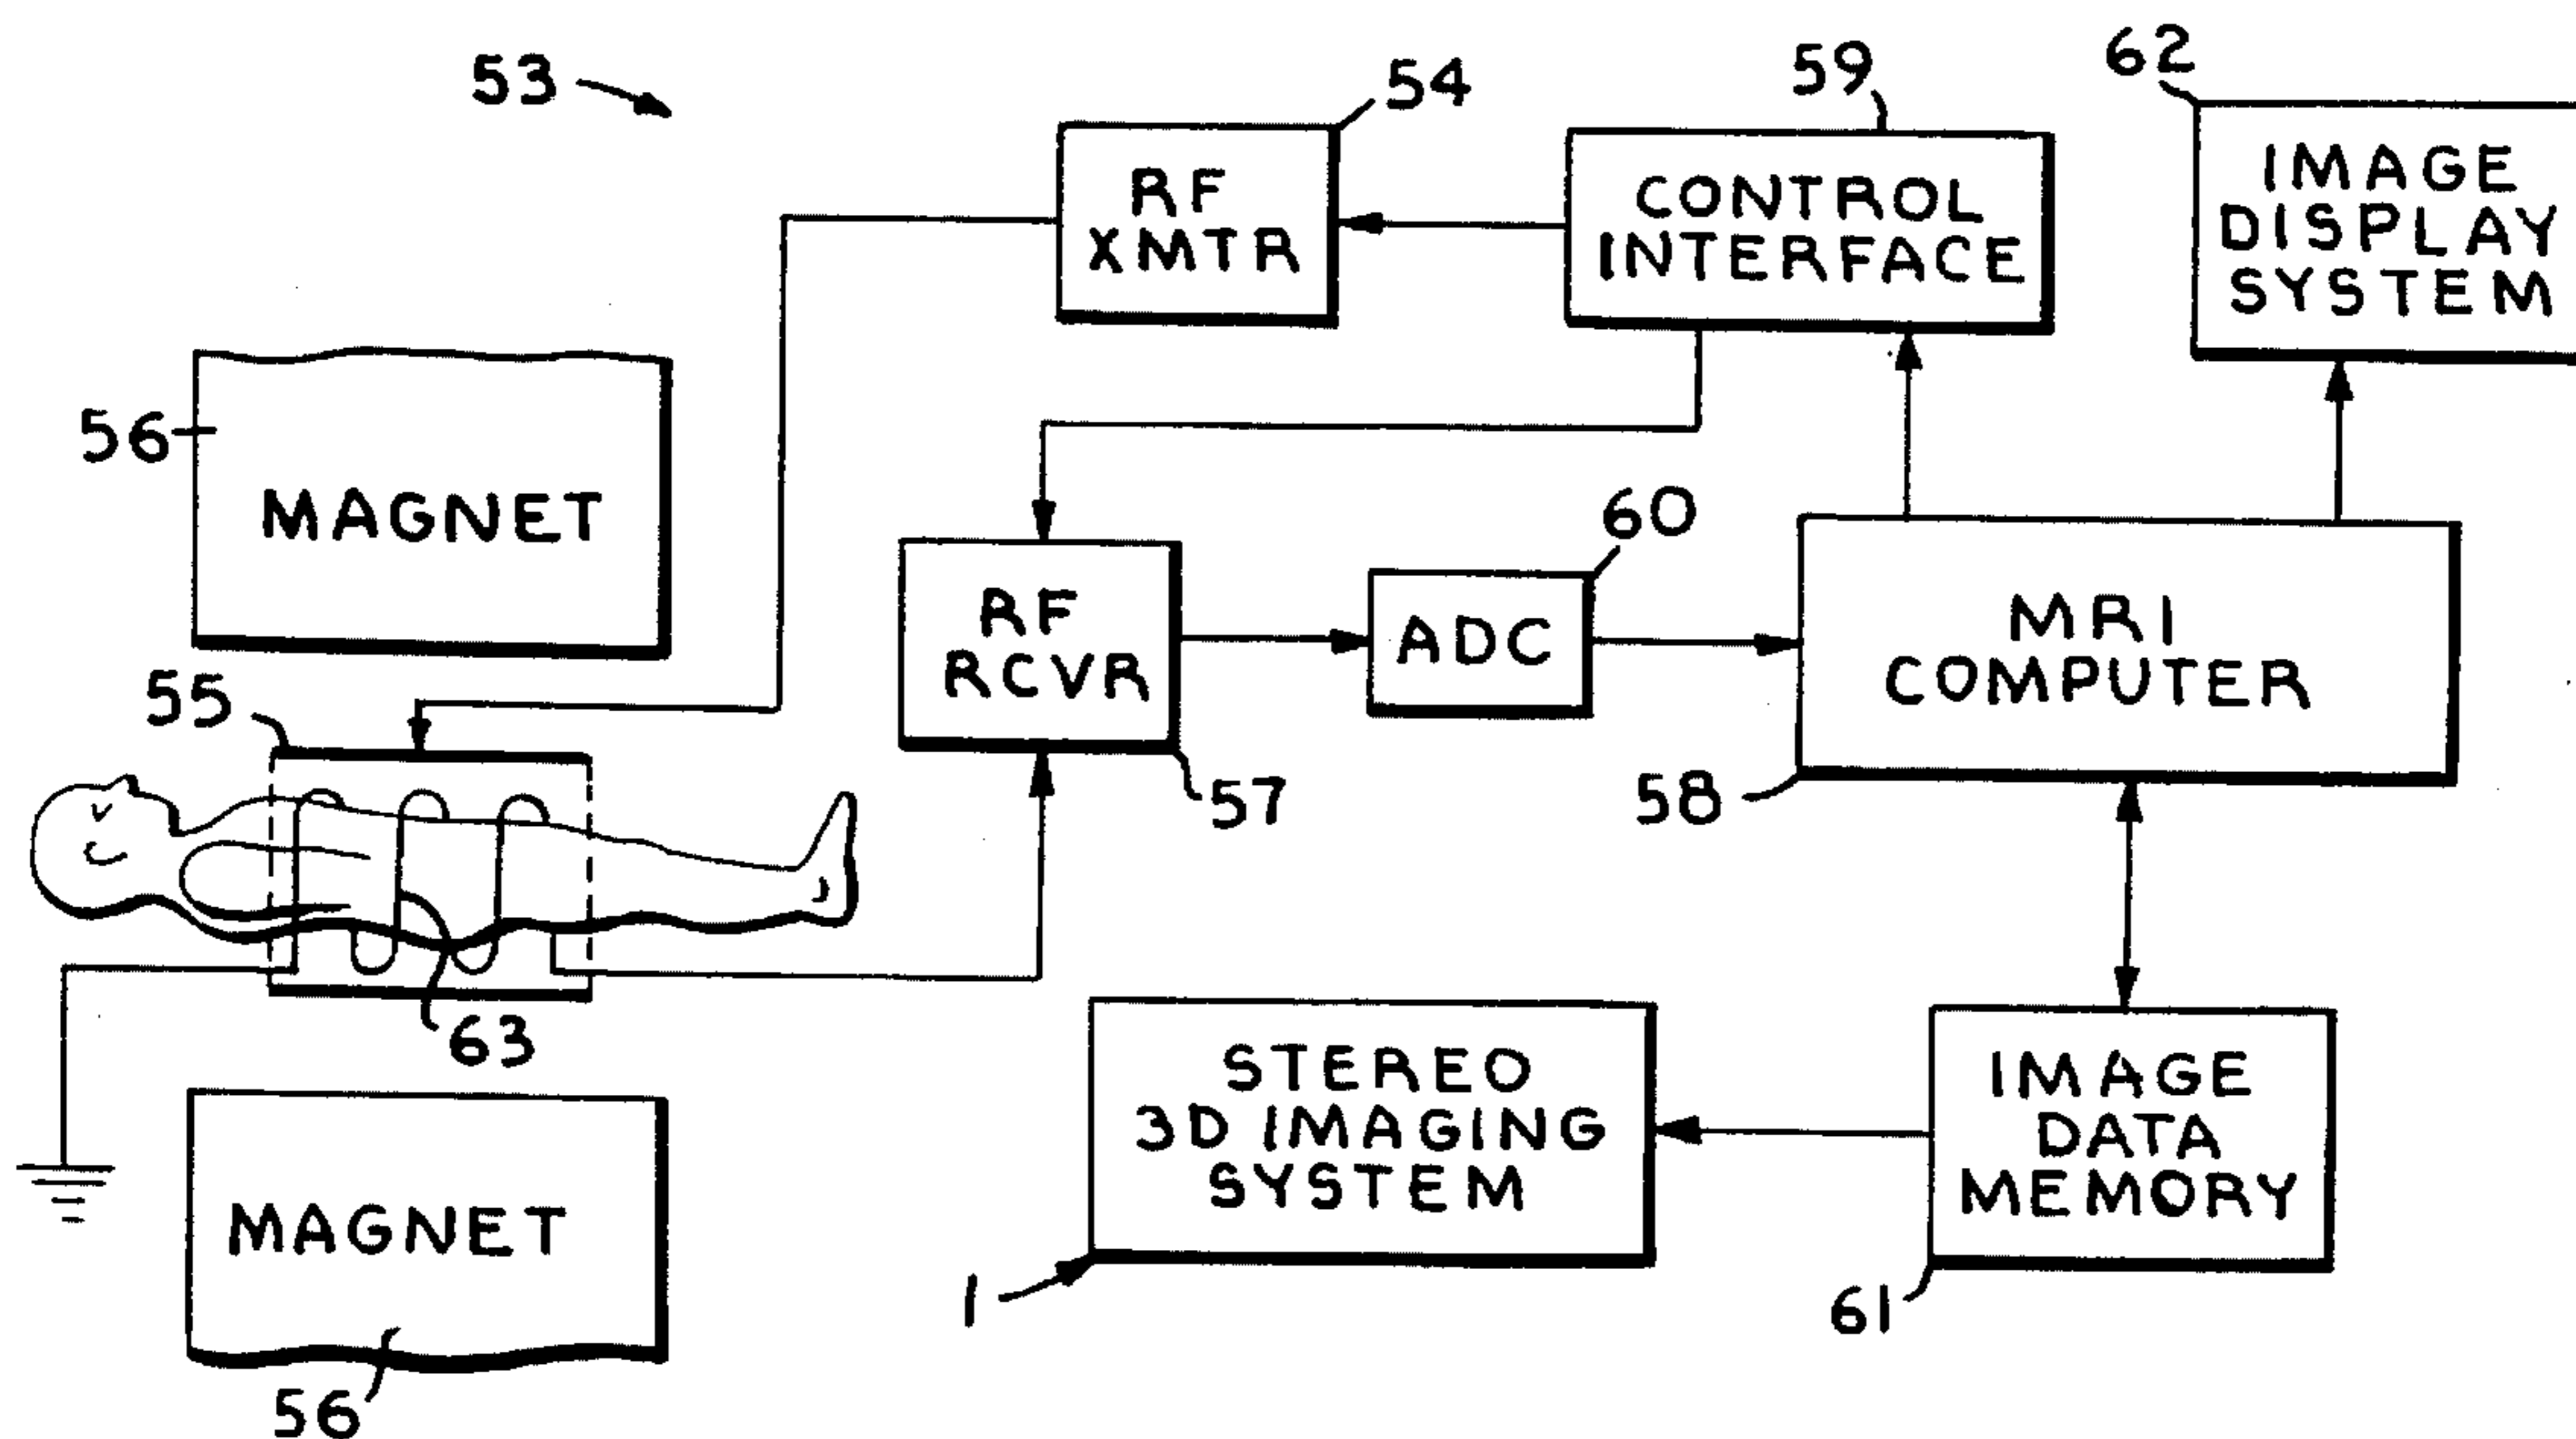 53
54
59
62
RF
XMTR
CONTROL
INTERFACE
IMAGE
DISPLAY
SYSTEM
56
MAGNET
60
RF
RCVR
ADC
MRI
COMPUTER
55
57
58
63
STEREO
3D IMAGING
SYSTEM
IMAGE
DATA
MEMORY
MAGNET
1
61
56